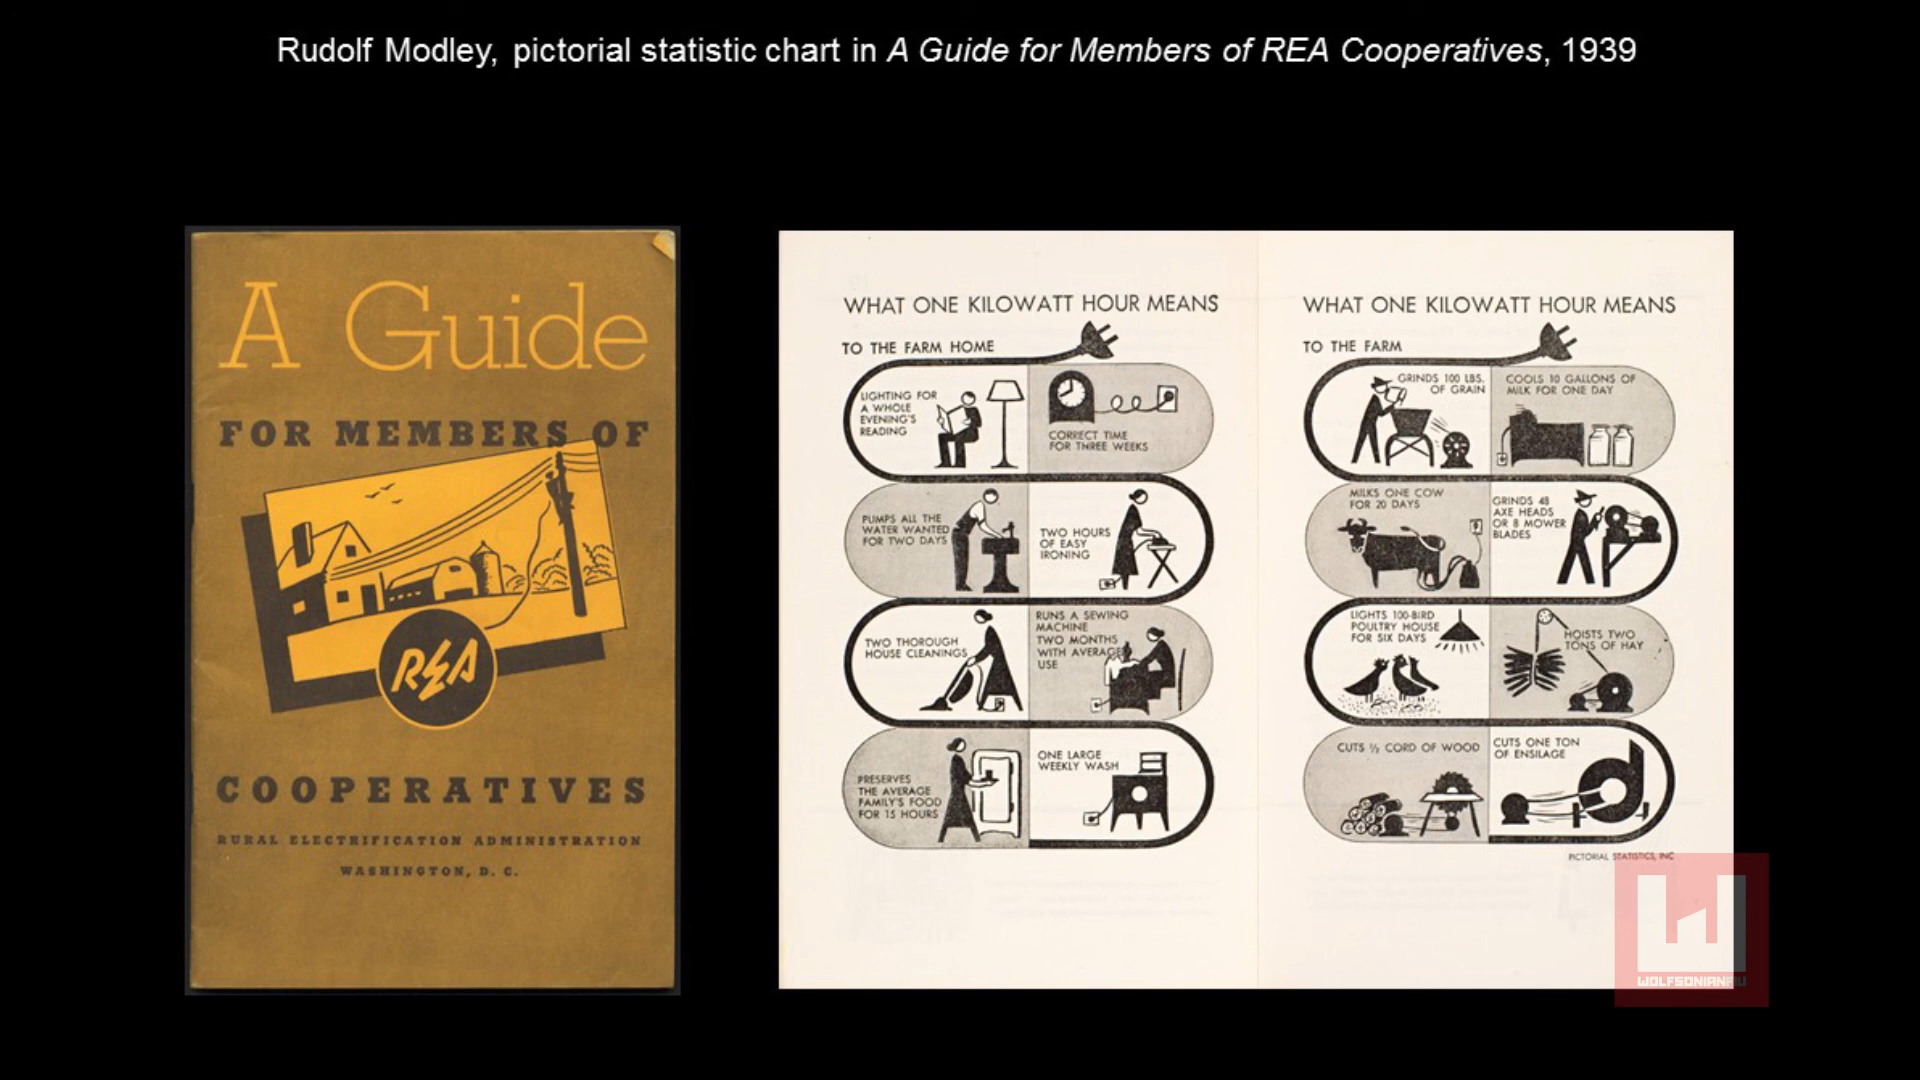 Rudolf Modley, pictorial statistic chart in A Guide for Members of REA Cooperatives, 1939
A Guide
FOR MEMBERS OF
REA
COOPERATIVES
RURAL ELECTRIFICATION ADMINISTRATION
WASHINGTON, D. C.
WHAT ONE KILOWATT HOUR MEANS
TO THE FARM HOME
LIGHTING FOR
A WHOLE
EVENING'S
READING
CORRECT TIME
FOR THREE WEEKS
PUMPS ALL THE
WATER WANTED
FOR TWO DAYS
TWO HOURS
OF EASY
IRONING
TWO THOROUGH
HOUSE CLEANINGS
RUNS A SEWING
MACHINE
TWO MONTHS
WITH AVERAGE
USE
PRESERVES
THE AVERAGE
FAMILY'S FOOD
FOR 15 HOURS
ONE LARGE
WEEKLY WASH
WHAT ONE KILOWATT HOUR MEANS
TO THE FARM
GRINDS 100 LBS.
OF GRAIN
COOLS 10 GALLONS OF
MILK FOR ONE DAY
MILKS ONE COW
FOR 20 DAYS
GRINDS 48
AXE HEADS
OR 8 MOWER
BLADES
LIGHTS 100-BIRD
POULTRY HOUSE
FOR SIX DAYS
HOISTS TWO
TONS OF HAY
CUTS ½ CORD OF WOOD
CUTS ONE TON
OF ENSILAGE
PICTORIAL STATISTICS, INC
WOLFSONIANFIU